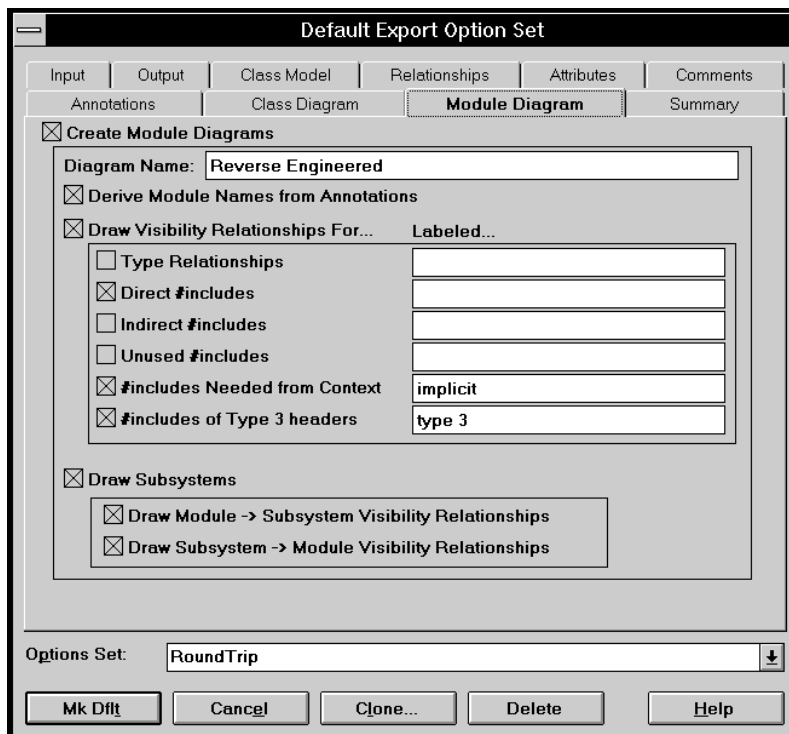 Default Export Option Set
Input Output Class Model Relationships Attributes Comments
Annotations Class Diagram Module Diagram Summary
Create Module Diagrams
Diagram Name: Reverse Engineered
Derive Module Names from Annotations
Draw Visibility Relationships For... Labeled...
Type Relationships
Direct #includes
Indirect #includes
Unused #includes
#includes Needed from Context implicit
#includes of Type 3 headers type 3
Draw Subsystems
Draw Module -> Subsystem Visibility Relationships
Draw Subsystem -> Module Visibility Relationships
Options Set: RoundTrip
Mk Dflt Cancel Clone... Delete Help